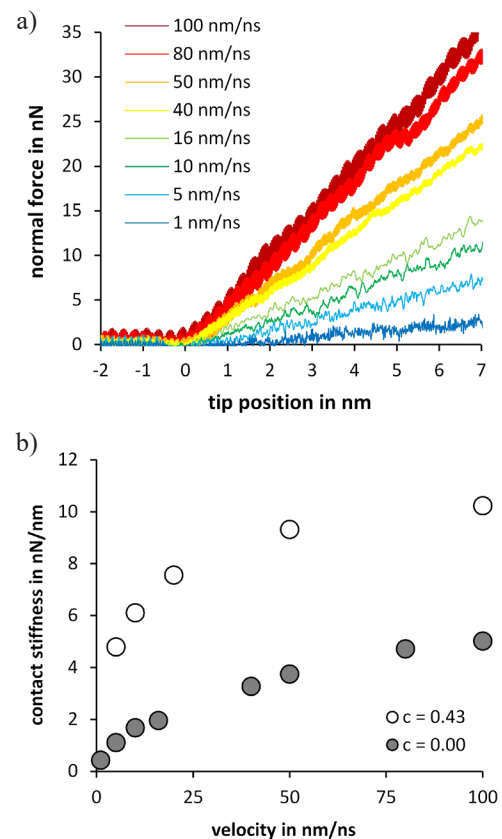 a)
35
30
25
20
15
10
5
0
normal force in nN
100 nm/ns
80 nm/ns
50 nm/ns
40 nm/ns
16 nm/ns
10 nm/ns
5 nm/ns
1 nm/ns
-2 -1 0 1 2 3 4 5 6 7
tip position in nm
b)
12
10
8
6
4
2
0
contact stiffness in nN/nm
c = 0.43
c = 0.00
0 25 50 75 100
velocity in nm/ns